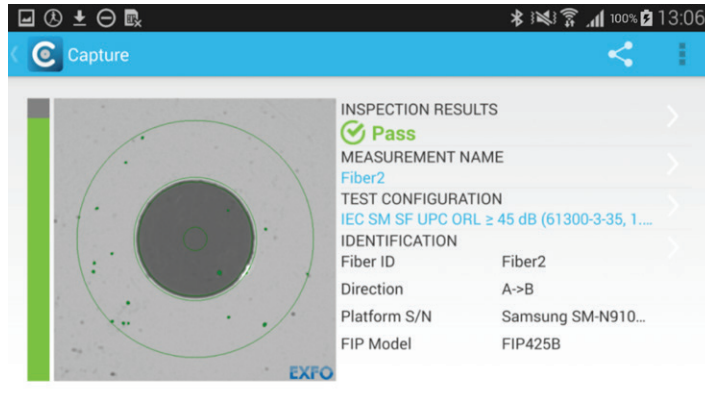 100% 13:06
Capture
INSPECTION RESULTS
Pass
MEASUREMENT NAME
Fiber2
TEST CONFIGURATION
IEC SM SF UPC ORL ≥ 45 dB (61300-3-35, 1....
IDENTIFICATION
Fiber ID Fiber2
Direction A->B
Platform S/N Samsung SM-N910...
FIP Model FIP425B
EXFO